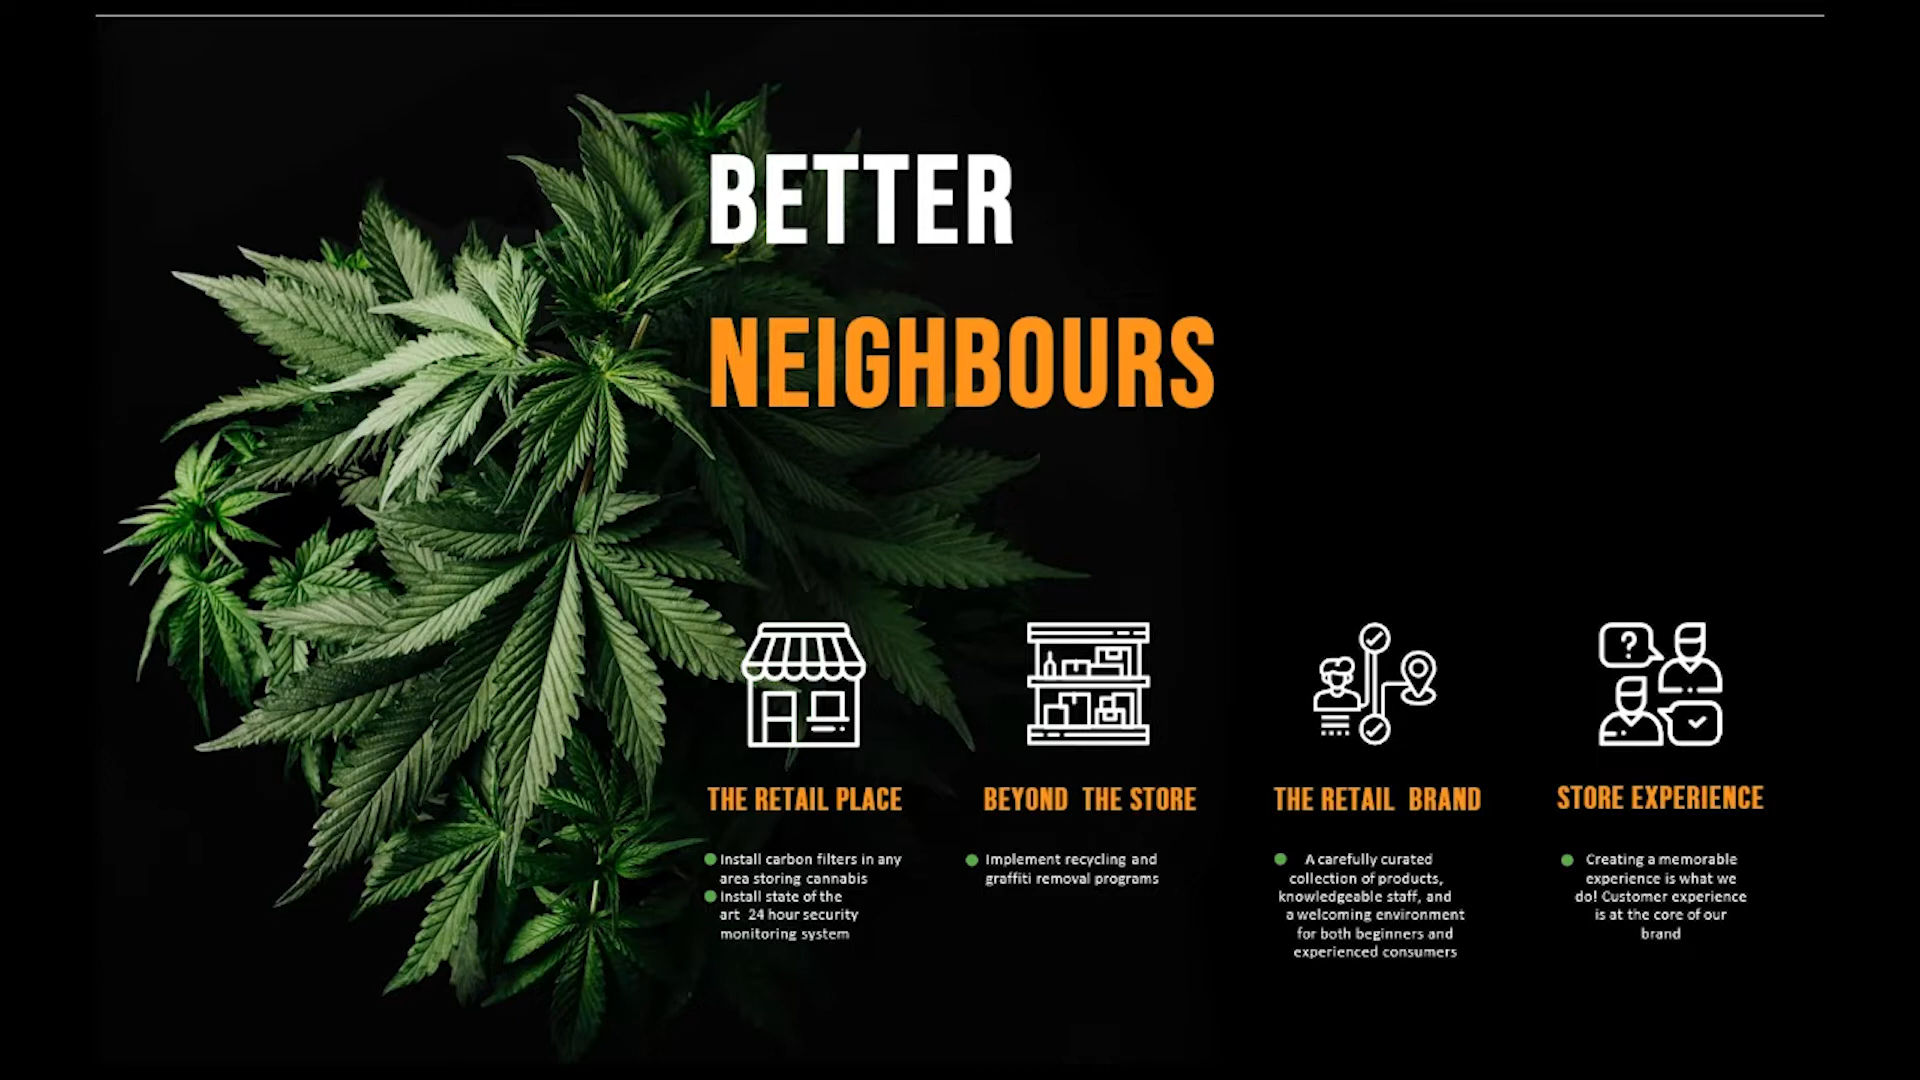 BETTER
NEIGHBOURS
THE RETAIL PLACE
Install carbon filters in any
area storing cannabis
Install state of the
art 24 hour security
monitoring system
BEYOND THE STORE
Implement recycling and
graffiti removal programs
THE RETAIL BRAND
A carefully curated
collection of products,
knowledgeable staff, and
a welcoming environment
for both beginners and
experienced consumers
STORE EXPERIENCE
Creating a memorable
experience is what we
do! Customer experience
is at the core of our
brand